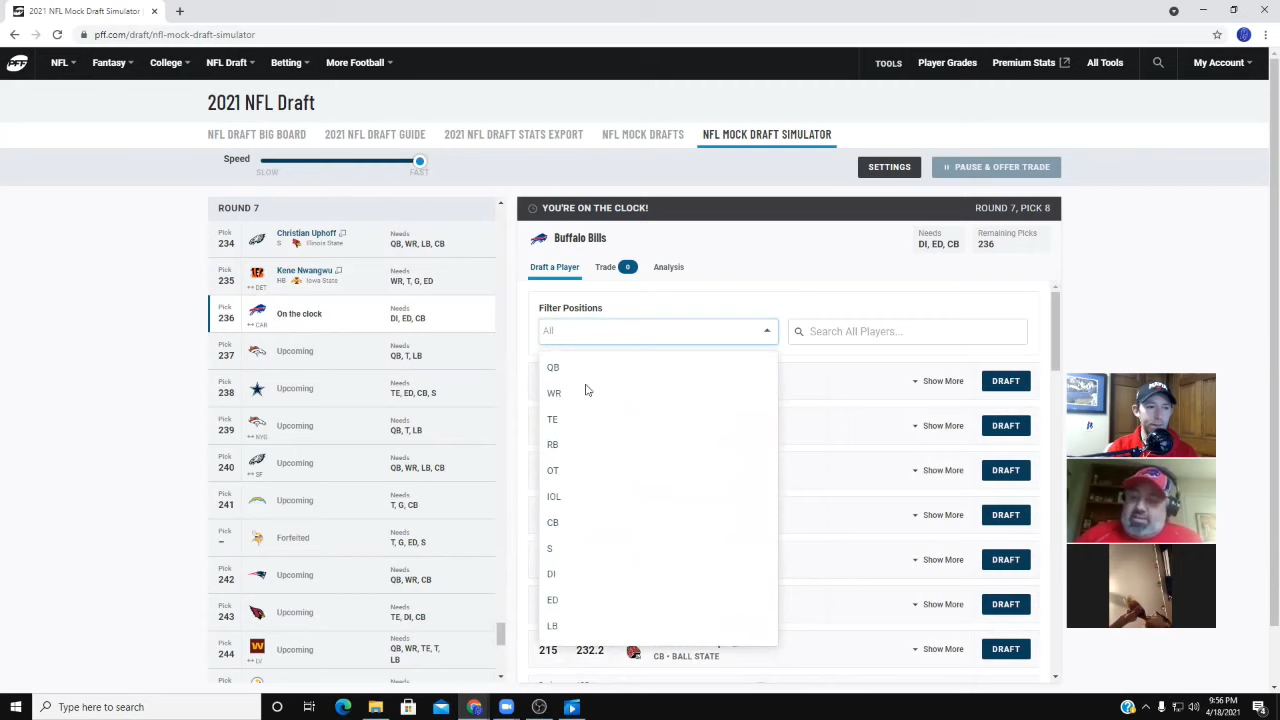 2021 NFL Draft Mock Draft Simul
pff.com/draft/nfl-mock-draft-simulator
PFF NFL Fantasy College NFL Draft Betting More Football TOOLS Player Grades Premium Stats All Tools My Account
2021 NFL Draft
NFL DRAFT BIG BOARD 2021 NFL DRAFT GUIDE 2021 NFL DRAFT STATS EXPORT NFL MOCK DRAFTS NFL MOCK DRAFT SIMULATOR
Speed
SLOW FAST
SETTINGS PAUSE & OFFER TRADE
ROUND 7
Pick 234 Christian Uphoff Needs
S Illinois State QB, WR, LB, CB
Pick 235 Kene Nwangwu Needs
HB Iowa State WR, T, G, ED
DET
Pick 236 On the clock Needs
DI, ED, CB
CAR
Pick 237 Upcoming Needs
QB, T, LB
Pick 238 Upcoming Needs
TE, ED, CB, S
Pick 239 Upcoming Needs
QB, T, LB
NYG
Pick 240 Upcoming Needs
QB, WR, LB, CB
SF
Pick 241 Upcoming Needs
T, G, CB
Pick – Forfeited Needs
T, G, ED, S
Pick 242 Upcoming Needs
QB, WR, CB
Pick 243 Upcoming Needs
TE, DI, CB
Pick 244 Upcoming Needs
QB, WR, TE, T,
LB
LV
YOU'RE ON THE CLOCK! ROUND 7, PICK 8
Buffalo Bills
Needs
DI, ED, CB
Remaining Picks
236
Draft a Player Trade 0 Analysis
Filter Positions
All
Search All Players...
QB
WR
TE
RB
OT
IOL
CB
S
DI
ED
LB
Show More DRAFT
Show More DRAFT
Show More DRAFT
Show More DRAFT
Show More DRAFT
Show More DRAFT
215 232.2 Show More DRAFT
CB • BALL STATE
Type here to search
9:56 PM
4/18/2021
4